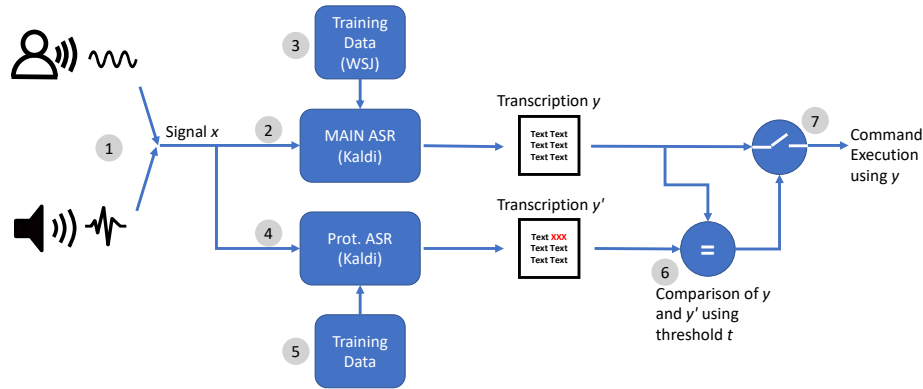 3
Training
Data
(WSJ)
1
Signal x
2
MAIN ASR
(Kaldi)
Transcription y
Text Text
Text Text
Text Text
7
Command
Execution
using y
4
Prot. ASR
(Kaldi)
Transcription y'
Text XXX
Text Text
Text Text
=
6
Comparison of y
and y' using
threshold t
5
Training
Data